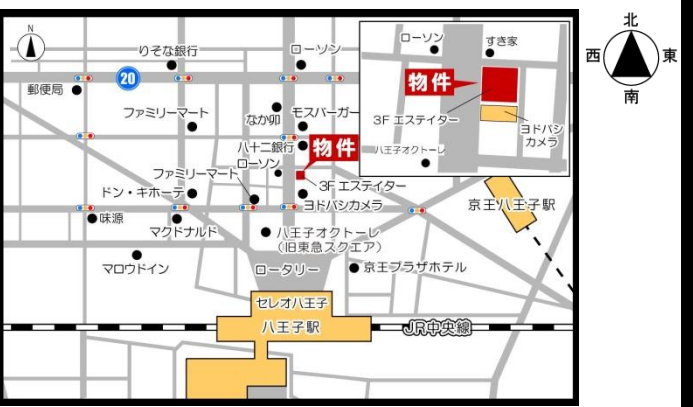 N
りそな銀行
ローソン
20
郵便局
ファミリーマート
なか卯
モスバーガー
八十二銀行
物件
ローソン
ファミリーマート
3F エステイター
ドン・キホーテ
ヨドバシカメラ
味源
マクドナルド
八王子オクトーレ
(旧東急スクエア)
マロウドイン
ロータリー
京王プラザホテル
セレオ八王子
八王子駅
JR中央線
京王八王子駅
ローソン
すき家
物件
3F エステイター
ヨドバシ
カメラ
八王子オクトーレ
北
西
東
南